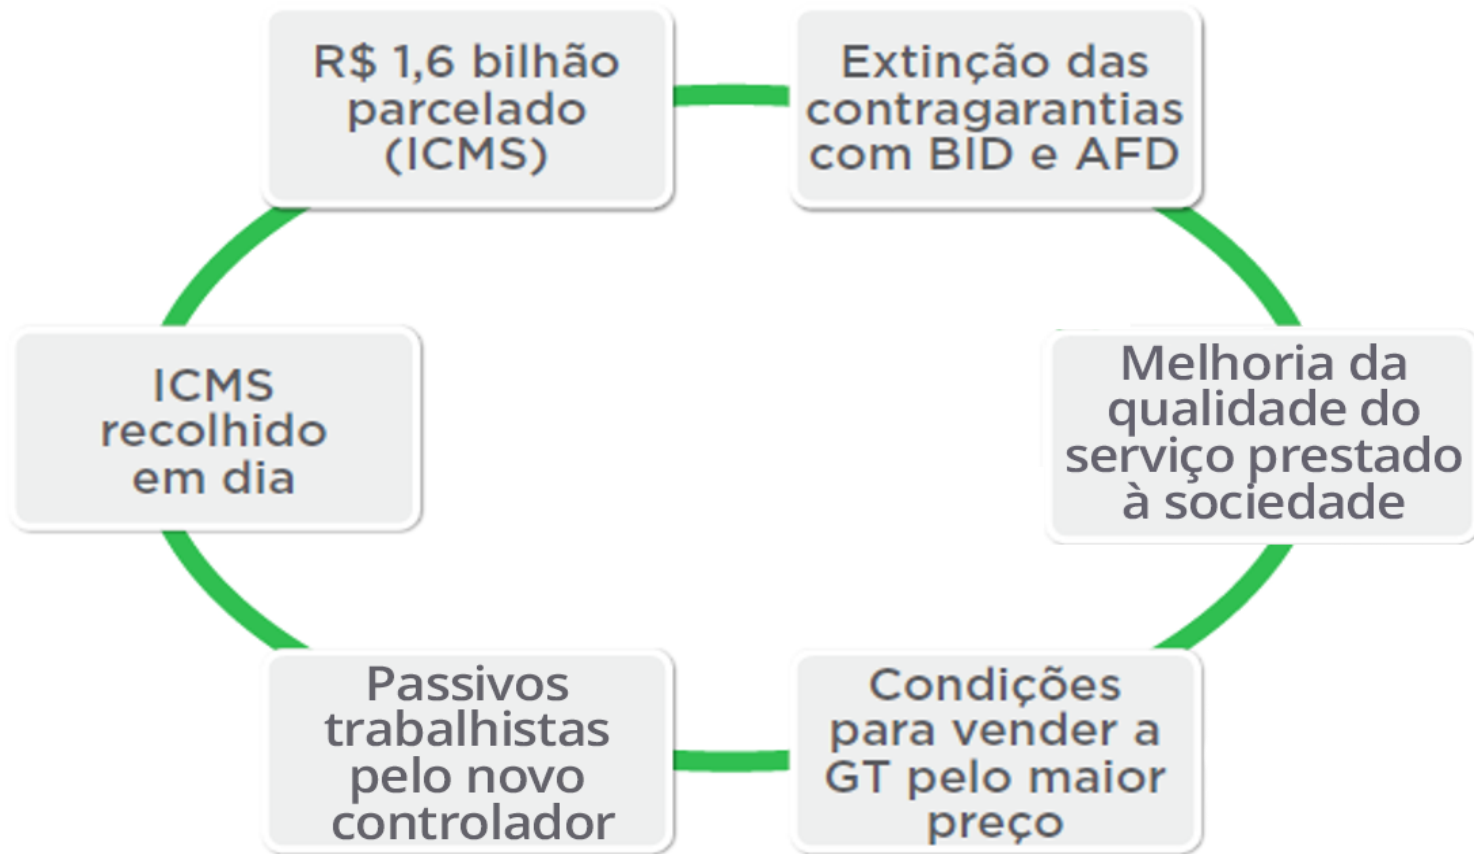 R$ 1,6 bilhão
parcelado
(ICMS)
Extinção das
contragarantias
com BID e AFD
ICMS
recolhido
em dia
Melhoria da
qualidade do
serviço prestado
à sociedade
Passivos
trabalhistas
pelo novo
controlador
Condições
para vender a
GT pelo maior
preço